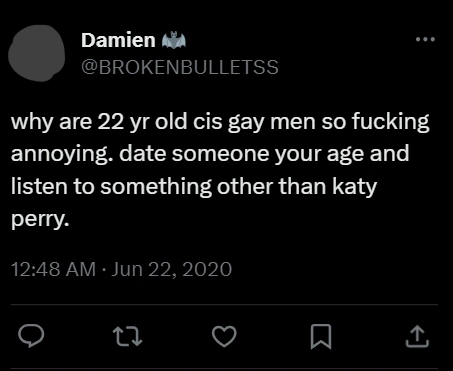 Damien 🦇
@BROKENBULLETSS
why are 22 yr old cis gay men so fucking
annoying. date someone your age and
listen to something other than katy
perry.
12:48 AM · Jun 22, 2020